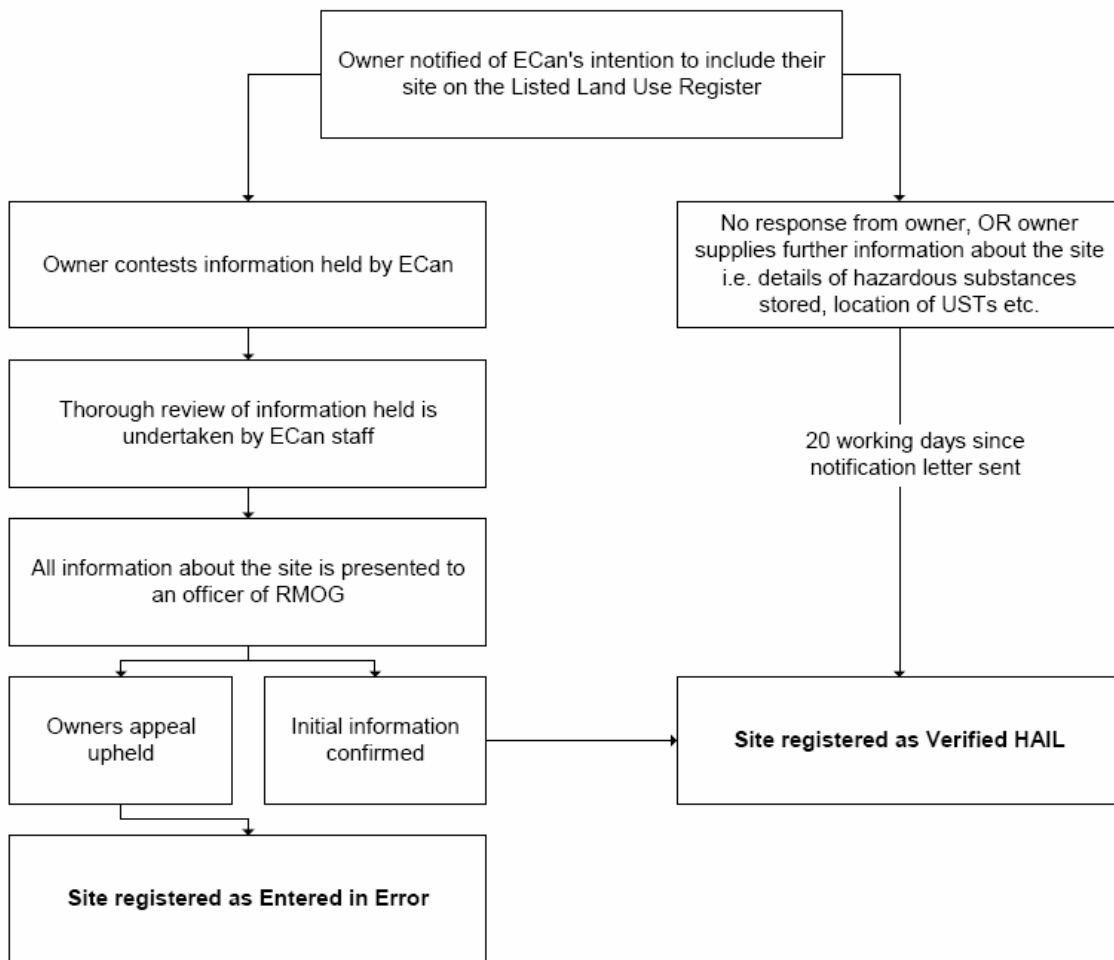 Owner notified of ECan's intention to include their
site on the Listed Land Use Register
Owner contests information held by ECan
No response from owner, OR owner
supplies further information about the site
i.e. details of hazardous substances
stored, location of USTs etc.
Thorough review of information held is
undertaken by ECan staff
20 working days since
notification letter sent
All information about the site is presented to
an officer of RMOG
Owners appeal
upheld
Initial information
confirmed
Site registered as Verified HAIL
Site registered as Entered in Error